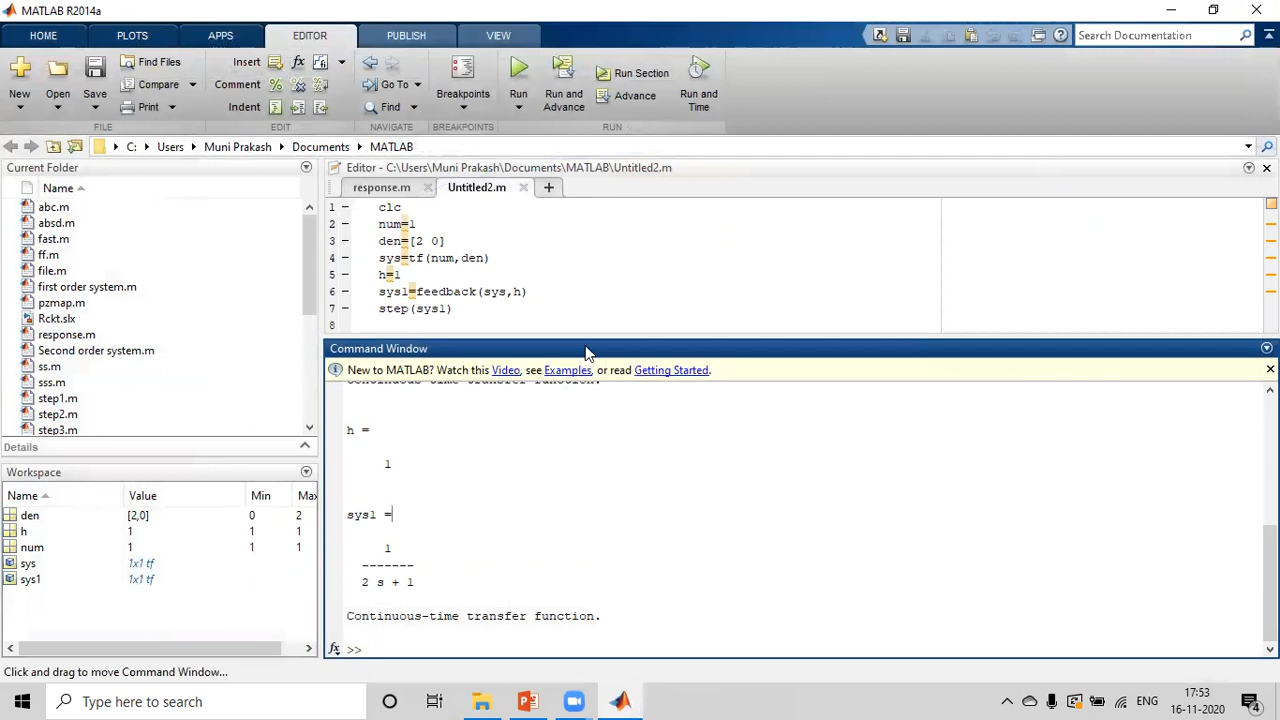 MATLAB R2014a
HOME PLOTS APPS EDITOR PUBLISH VIEW Search Documentation
New Open Save Find Files Compare Print
Insert Comment Indent
Go To Find
Breakpoints
Run Run and Advance Run Section Advance Run and Time
FILE EDIT NAVIGATE BREAKPOINTS RUN
C: Users Muni Prakash Documents MATLAB
Current Folder
Name
abc.m
absd.m
fast.m
ff.m
file.m
first order system.m
pzmap.m
Rckt.slx
response.m
Second order system.m
ss.m
sss.m
step1.m
step2.m
step3.m
Details
Workspace
Name Value Min Max
den [2,0] 0 2
h 1 1 1
num 1 1 1
sys 1x1 tf
sys1 1x1 tf
Editor - C:\Users\Muni Prakash\Documents\MATLAB\Untitled2.m
response.m Untitled2.m
1 clc
2 num=1
3 den=[2 0]
4 sys=tf(num,den)
5 h=1
6 sys1=feedback(sys,h)
7 step(sys1)
8
Command Window
New to MATLAB? Watch this Video, see Examples, or read Getting Started.
Continuous-time transfer function.
h =
1
sys1 =
1
-------
2 s + 1
Continuous-time transfer function.
fx >>
Click and drag to move Command Window...
Type here to search
ENG
17:53
16-11-2020
4